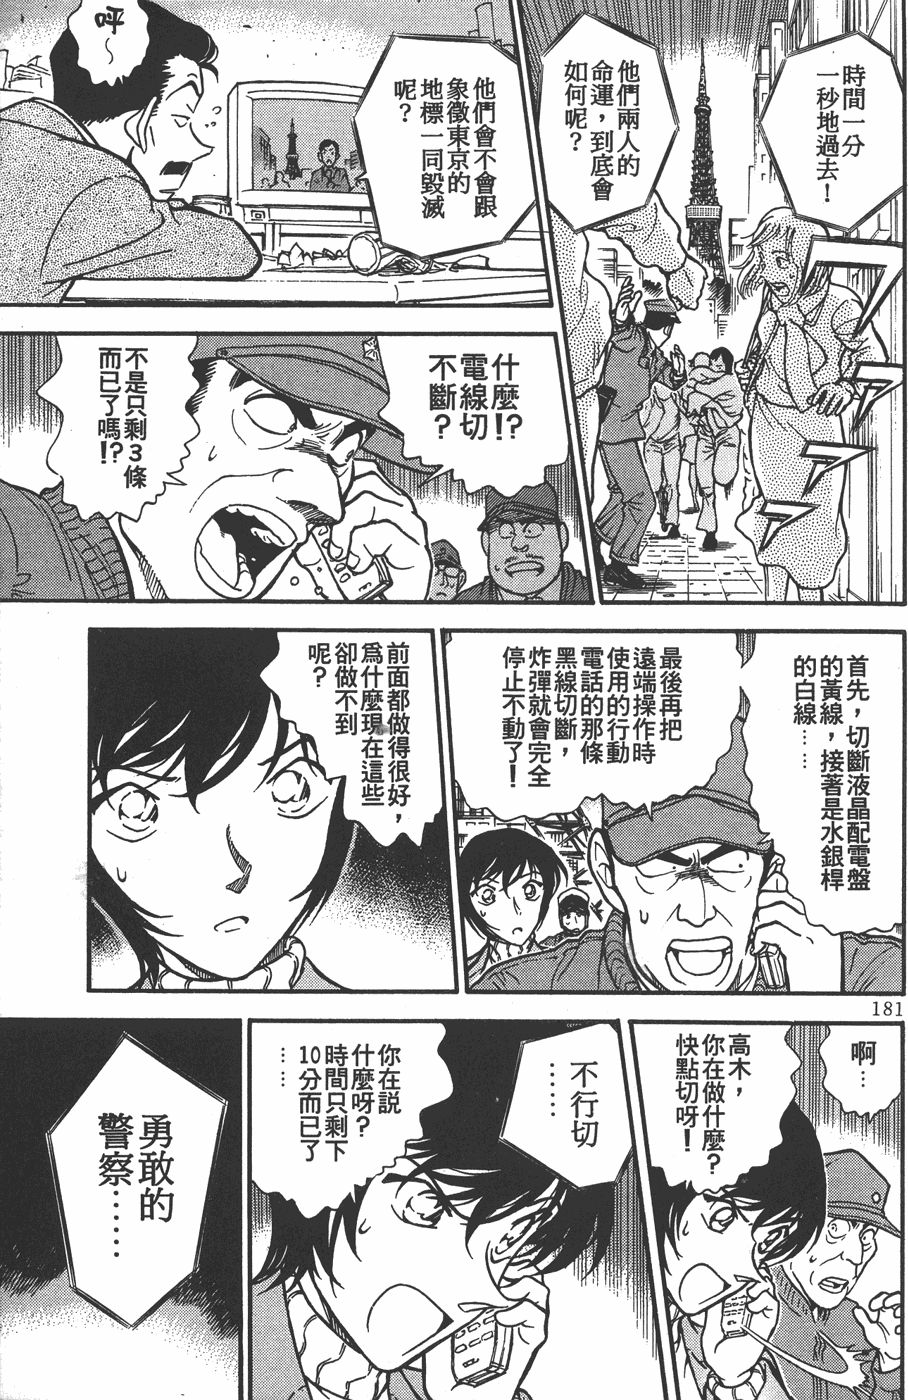 時間一分
一秒地過去！
他們兩人的
命運，到底會
如何呢？
他們會不會跟
象徵東京的
地標一同毀滅
呢？
呼～
什麼!?
電線切
不斷？
不是只剩3條
而已了嗎!?
首先，切斷液晶配電盤
的黃線，接著是水銀桿
的白線……
最後再把
遠端操作時
使用的行動
電話的那條
黑線切斷，
炸彈就會完全
停止不動了！
前面都做得很好，
為什麼現在這些
卻做不到
呢？
181
啊…
高木，
你在做什麼？
快點切呀！
不行切
……
你在說
什麼呀？
時間只剩下
10分而已了
……
勇敢的
警察……